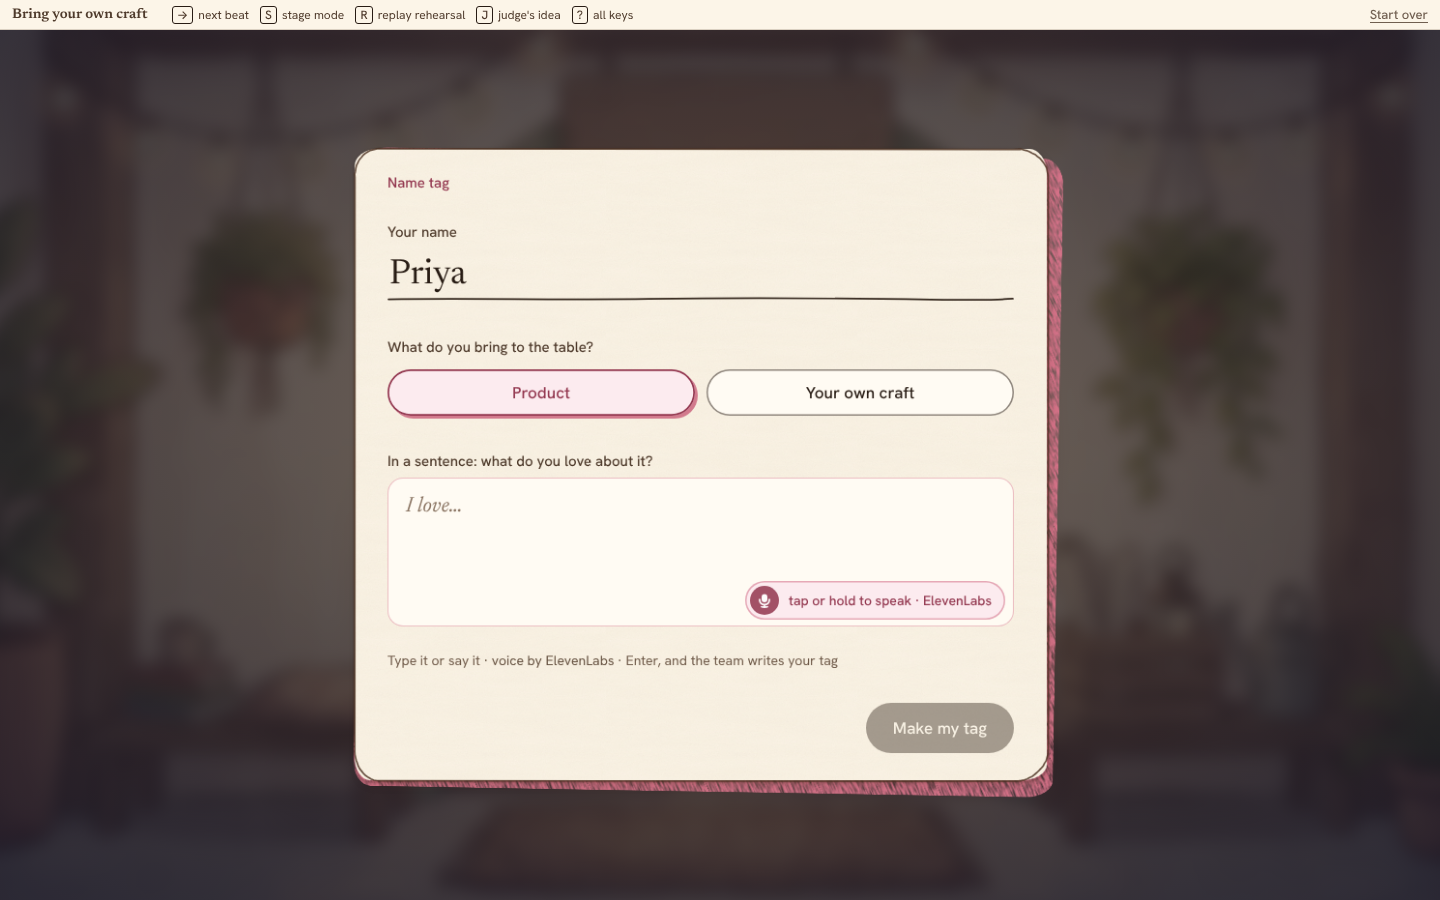 Bring your own craft → next beat S stage mode R replay rehearsal J judge's idea ? all keys Start over
Name tag
Your name
Priya
What do you bring to the table?
Product Your own craft
In a sentence: what do you love about it?
I love...
tap or hold to speak · ElevenLabs
Type it or say it · voice by ElevenLabs · Enter, and the team writes your tag
Make my tag